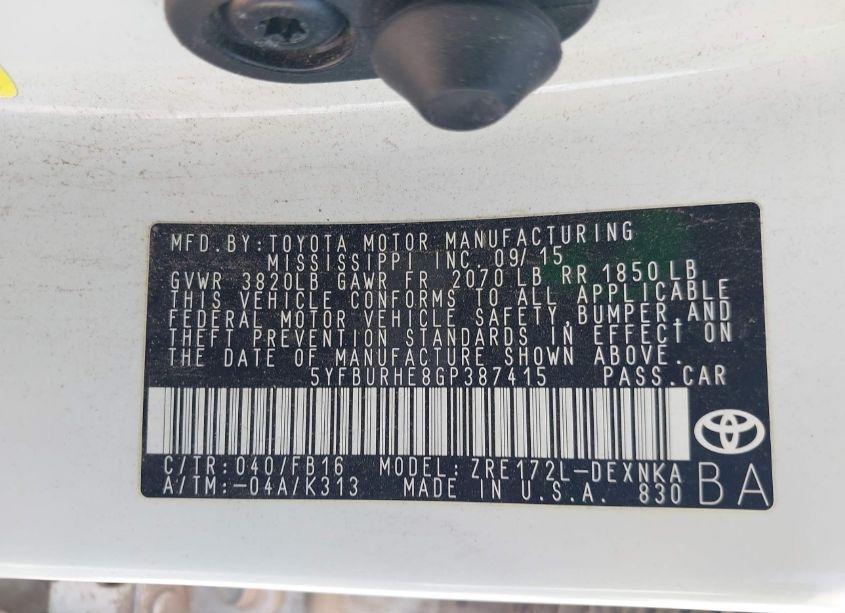 MFD.BY:TOYOTA MOTOR MANUFACTURING
MISSISSIPPI INC. 09/15
GVWR 3820LB GAWR FR 2070 LB RR 1850 LB
THIS VEHICLE CONFORMS TO ALL APPLICABLE
FEDERAL MOTOR VEHICLE SAFETY,BUMPER,AND
THEFT PREVENTION STANDARDS IN EFFECT ON
THE DATE OF MANUFACTURE SHOWN ABOVE.
5YFBURHE8GP387415 PASS.CAR
C/TR:040/FB16 MODEL:ZRE172L-DEXNKA
A/TM:-04A/K313 MADE IN U.S.A. 830
BA